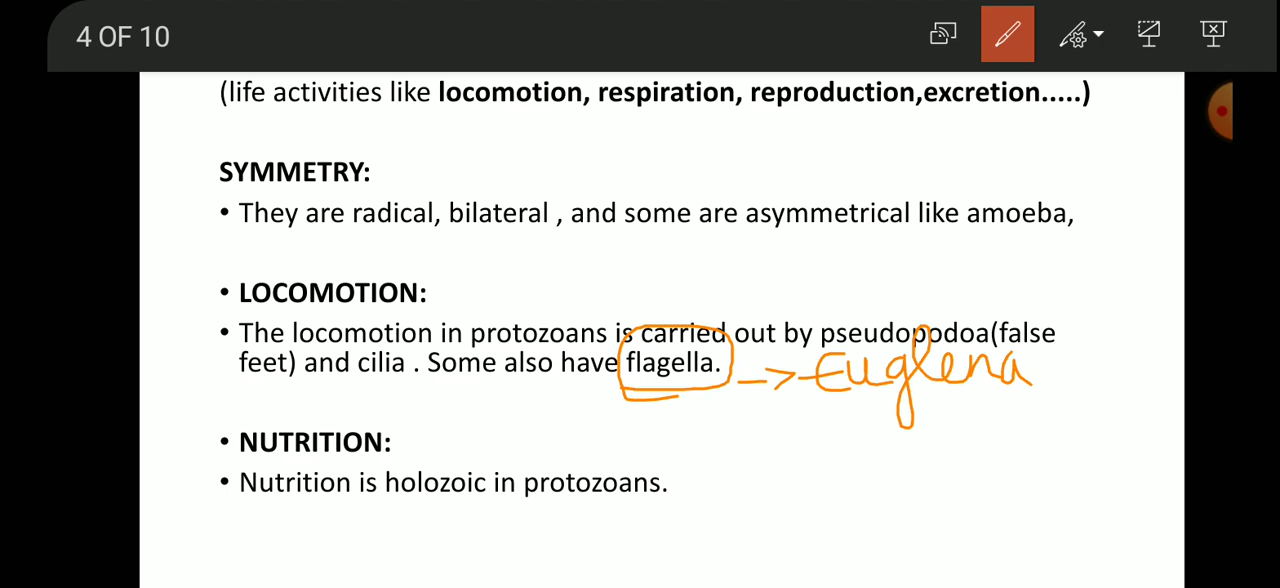 4 OF 10
(life activities like locomotion, respiration, reproduction,excretion.....)
SYMMETRY:
• They are radical, bilateral , and some are asymmetrical like amoeba,
• LOCOMOTION:
• The locomotion in protozoans is carried out by pseudopodoa(false
feet) and cilia . Some also have flagella. -> Euglena
• NUTRITION:
• Nutrition is holozoic in protozoans.